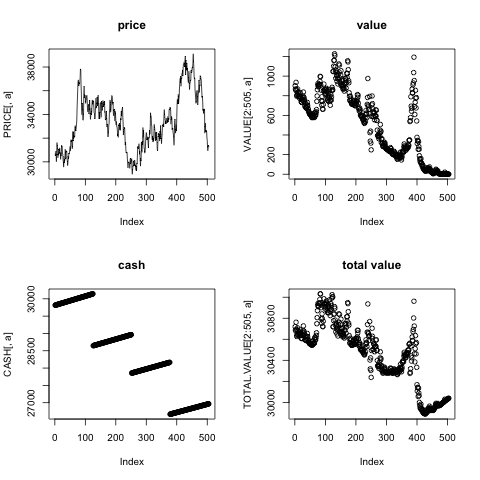 price
PRICE[, a]
30000 34000 38000
0 100 200 300 400 500
Index
value
VALUE[2:505, a]
0 200 600 1000
0 100 200 300 400 500
Index
cash
CASH[, a]
27000 28500 30000
0 100 200 300 400 500
Index
total value
TOTAL.VALUE[2:505, a]
30000 30400 30800
0 100 200 300 400 500
Index